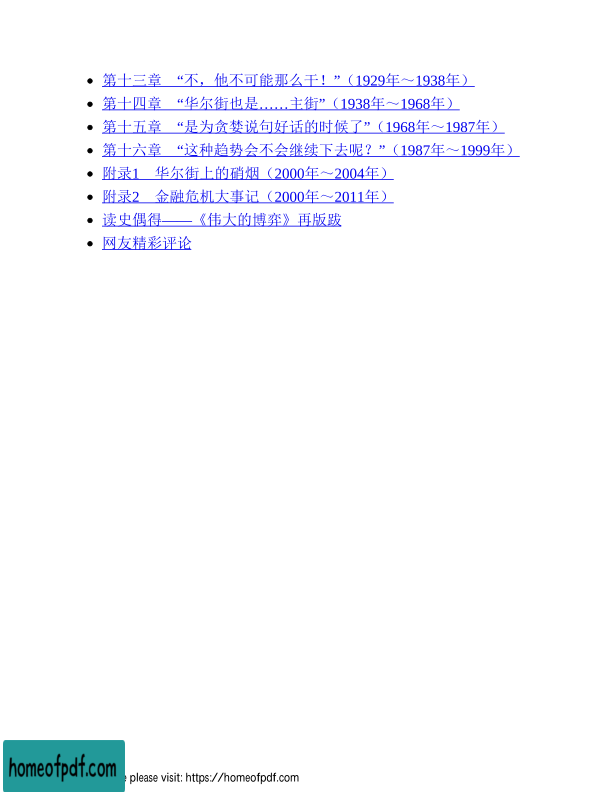 第十三章 “不，他不可能那么干！”（1929年～1938年）
第十四章 “华尔街也是……主街”（1938年～1968年）
第十五章 “是为贪婪说句好话的时候了”（1968年～1987年）
第十六章 “这种趋势会不会继续下去呢？”（1987年～1999年）
附录1 华尔街上的硝烟（2000年～2004年）
附录2 金融危机大事记（2000年～2011年）
读史偶得——《伟大的博弈》再版跋
网友精彩评论
homeofpdf.com
please visit: https://homeofpdf.com